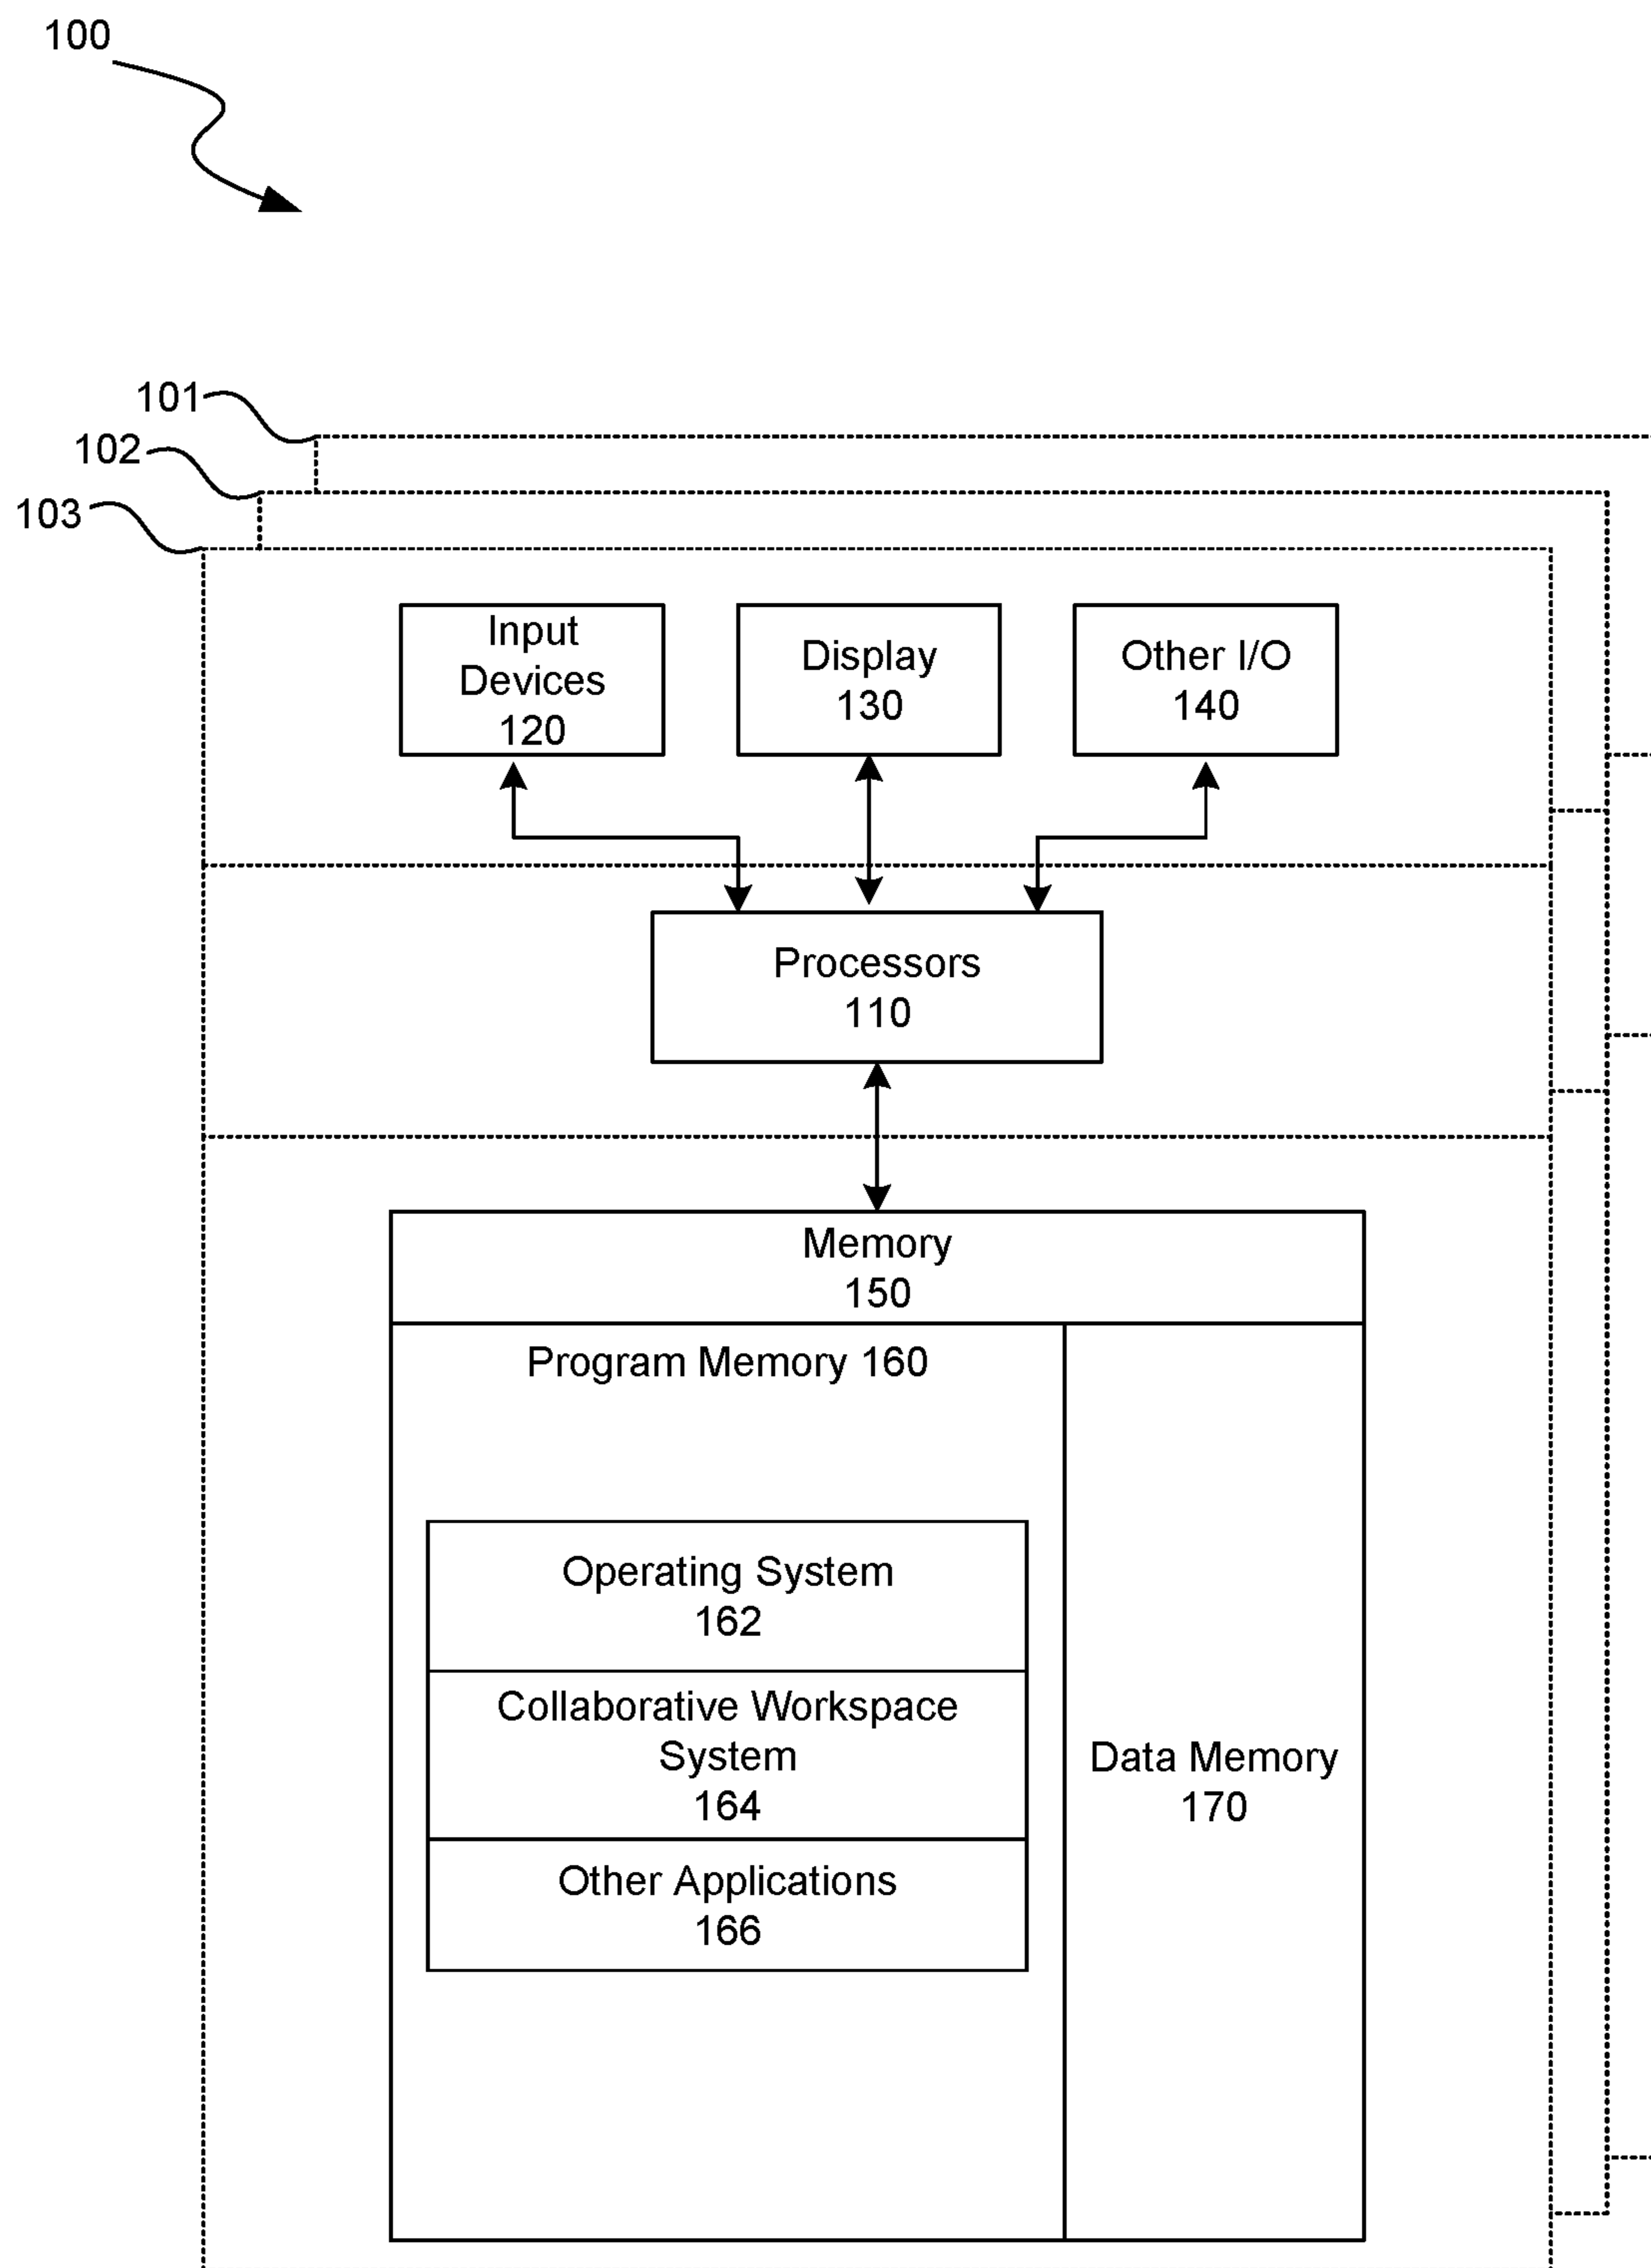 100
101
102
103
Input
Devices
120
Display
130
Other I/O
140
Processors
110
Memory
150
Program Memory 160
Operating System
162
Collaborative Workspace
System
164
Other Applications
166
Data Memory
170